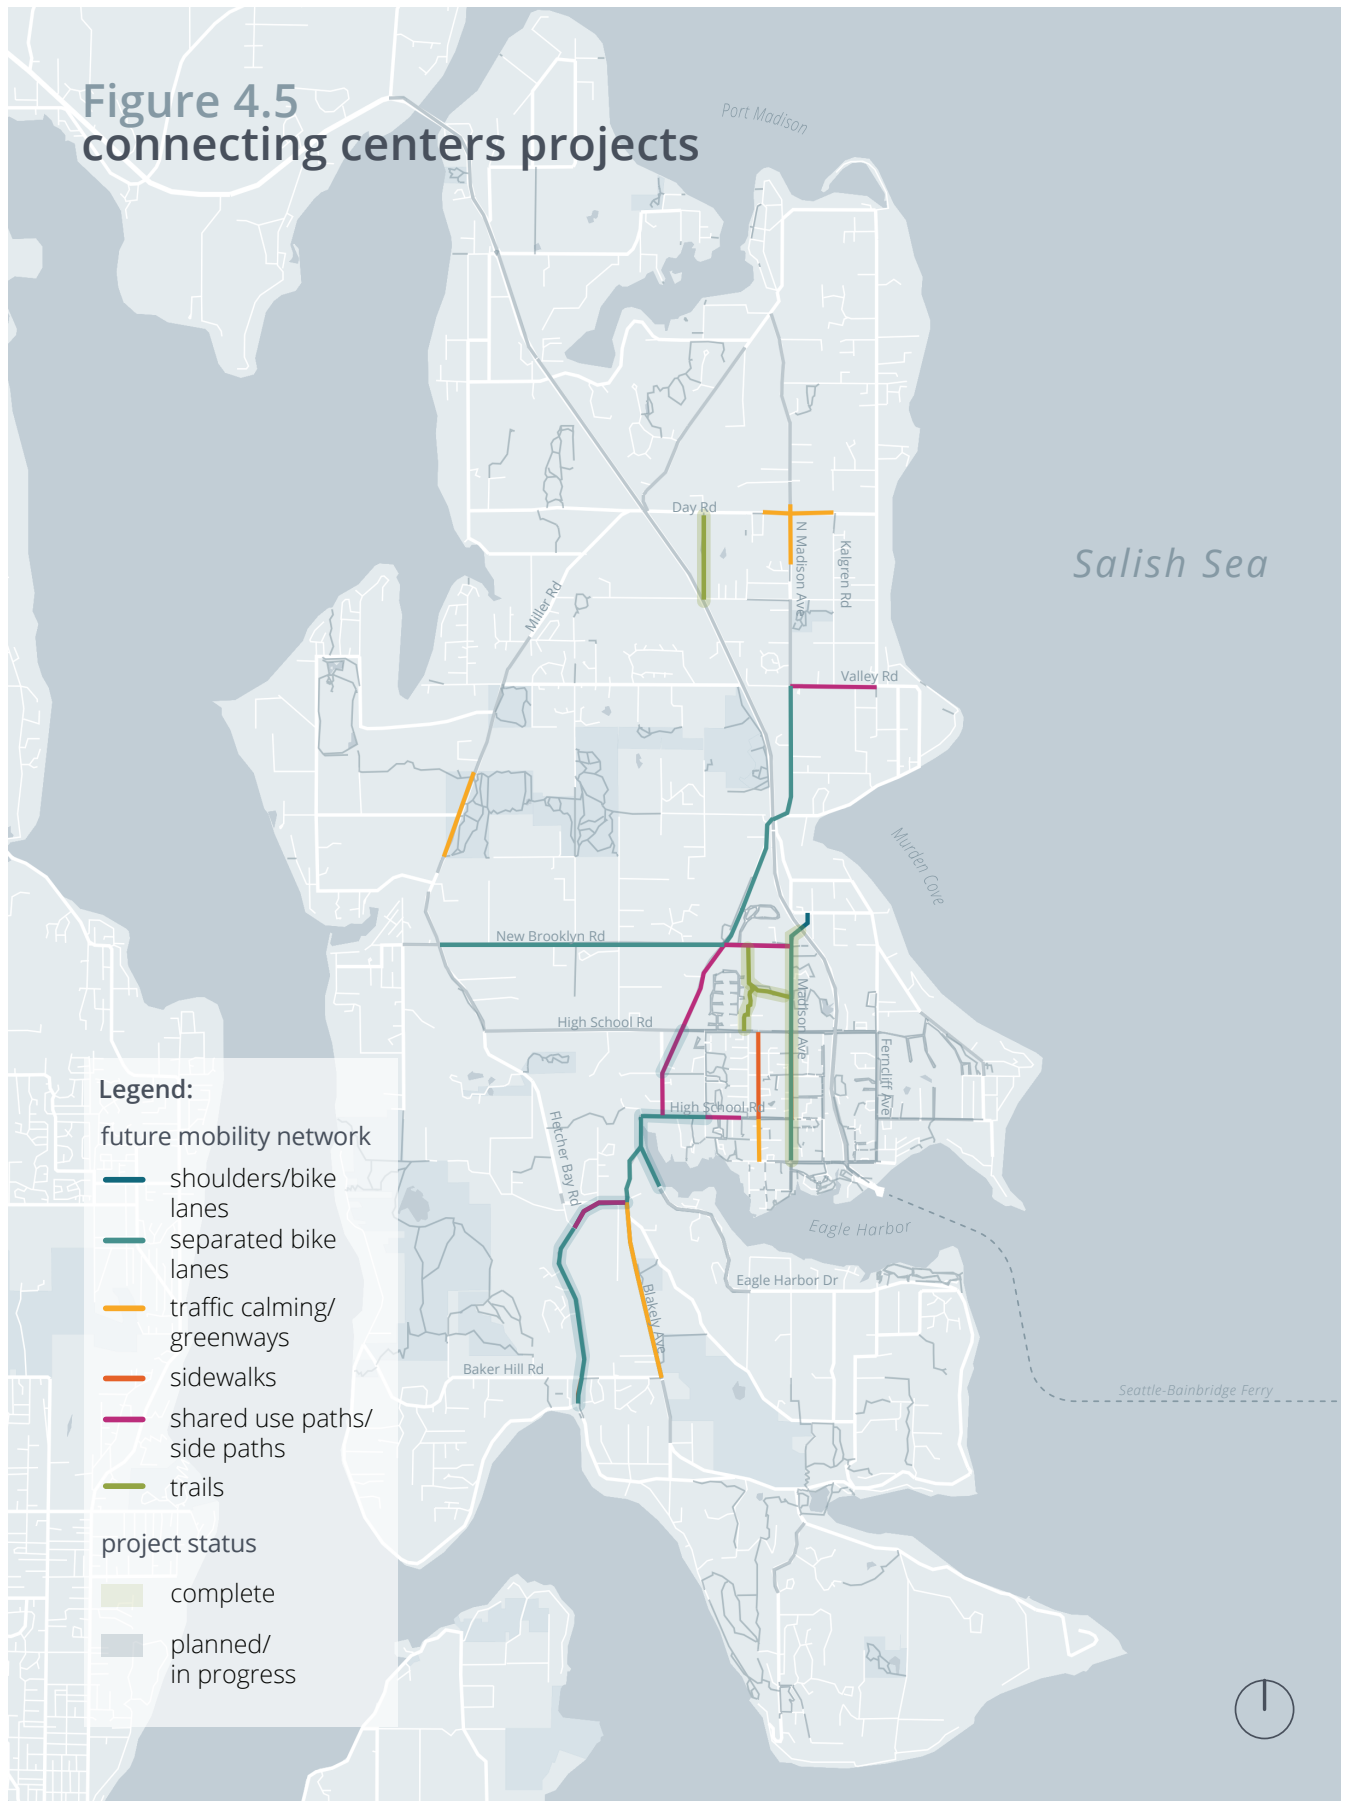 Figure 4.5
connecting centers projects
Port Madison
Day Rd
N Madison Ave
Kalgren Rd
Salish Sea
Miller Rd
Valley Rd
Murden Cove
New Brooklyn Rd
Madison Ave
High School Rd
Ferncliff Ave
High School Rd
Fletcher Bay Rd
Eagle Harbor
Eagle Harbor Dr
Blakely Ave
Baker Hill Rd
Seattle-Bainbridge Ferry
Legend:
future mobility network
shoulders/bike
lanes
separated bike
lanes
traffic calming/
greenways
sidewalks
shared use paths/
side paths
trails
project status
complete
planned/
in progress